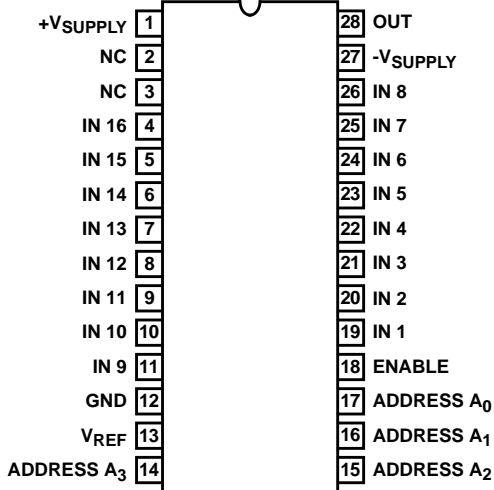 +VSUPPLY 1 28 OUT
NC 2 27 -VSUPPLY
NC 3 26 IN 8
IN 16 4 25 IN 7
IN 15 5 24 IN 6
IN 14 6 23 IN 5
IN 13 7 22 IN 4
IN 12 8 21 IN 3
IN 11 9 20 IN 2
IN 10 10 19 IN 1
IN 9 11 18 ENABLE
GND 12 17 ADDRESS A0
VREF 13 16 ADDRESS A1
ADDRESS A3 14 15 ADDRESS A2